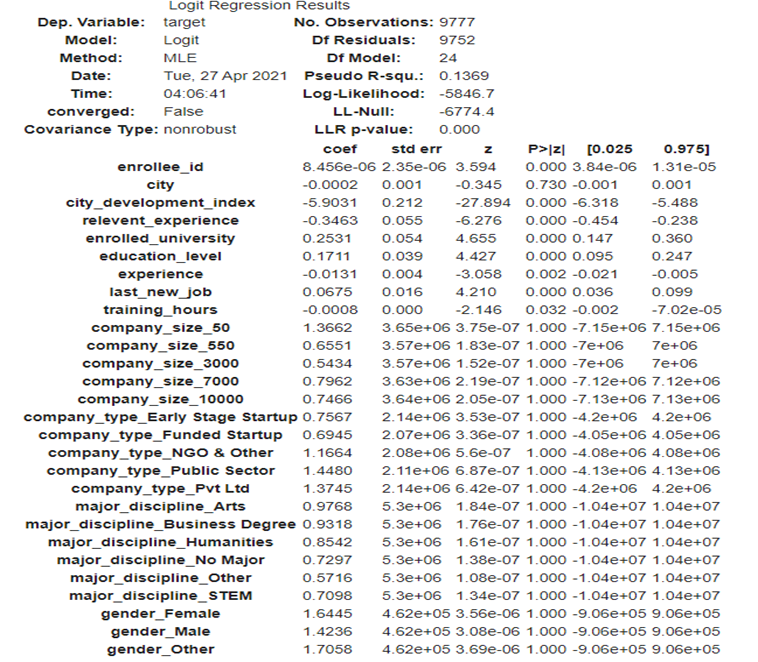 Logit Regression Results
Dep. Variable: target No. Observations: 9777
Model: Logit Df Residuals: 9752
Method: MLE Df Model: 24
Date: Tue, 27 Apr 2021 Pseudo R-squ.: 0.1369
Time: 04:06:41 Log-Likelihood: -5846.7
converged: False LL-Null: -6774.4
Covariance Type: nonrobust LLR p-value: 0.000
coef std err z P>|z| [0.025 0.975]
enrollee_id 8.456e-06 2.35e-06 3.594 0.000 3.84e-06 1.31e-05
city -0.0002 0.001 -0.345 0.730 -0.001 0.001
city_development_index -5.9031 0.212 -27.894 0.000 -6.318 -5.488
relevent_experience -0.3463 0.055 -6.276 0.000 -0.454 -0.238
enrolled_university 0.2531 0.054 4.655 0.000 0.147 0.360
education_level 0.1711 0.039 4.427 0.000 0.095 0.247
experience -0.0131 0.004 -3.058 0.002 -0.021 -0.005
last_new_job 0.0675 0.016 4.210 0.000 0.036 0.099
training_hours -0.0008 0.000 -2.146 0.032 -0.002 -7.02e-05
company_size_50 1.3662 3.65e+06 3.75e-07 1.000 -7.15e+06 7.15e+06
company_size_550 0.6551 3.57e+06 1.83e-07 1.000 -7e+06 7e+06
company_size_3000 0.5434 3.57e+06 1.52e-07 1.000 -7e+06 7e+06
company_size_7000 0.7962 3.63e+06 2.19e-07 1.000 -7.12e+06 7.12e+06
company_size_10000 0.7466 3.64e+06 2.05e-07 1.000 -7.13e+06 7.13e+06
company_type_Early Stage Startup 0.7567 2.14e+06 3.53e-07 1.000 -4.2e+06 4.2e+06
company_type_Funded Startup 0.6945 2.07e+06 3.36e-07 1.000 -4.05e+06 4.05e+06
company_type_NGO & Other 1.1664 2.08e+06 5.6e-07 1.000 -4.08e+06 4.08e+06
company_type_Public Sector 1.4480 2.11e+06 6.87e-07 1.000 -4.13e+06 4.13e+06
company_type_Pvt Ltd 1.3745 2.14e+06 6.42e-07 1.000 -4.2e+06 4.2e+06
major_discipline_Arts 0.9768 5.3e+06 1.84e-07 1.000 -1.04e+07 1.04e+07
major_discipline_Business Degree 0.9318 5.3e+06 1.76e-07 1.000 -1.04e+07 1.04e+07
major_discipline_Humanities 0.8542 5.3e+06 1.61e-07 1.000 -1.04e+07 1.04e+07
major_discipline_No Major 0.7297 5.3e+06 1.38e-07 1.000 -1.04e+07 1.04e+07
major_discipline_Other 0.5716 5.3e+06 1.08e-07 1.000 -1.04e+07 1.04e+07
major_discipline_STEM 0.7098 5.3e+06 1.34e-07 1.000 -1.04e+07 1.04e+07
gender_Female 1.6445 4.62e+05 3.56e-06 1.000 -9.06e+05 9.06e+05
gender_Male 1.4236 4.62e+05 3.08e-06 1.000 -9.06e+05 9.06e+05
gender_Other 1.7058 4.62e+05 3.69e-06 1.000 -9.06e+05 9.06e+05